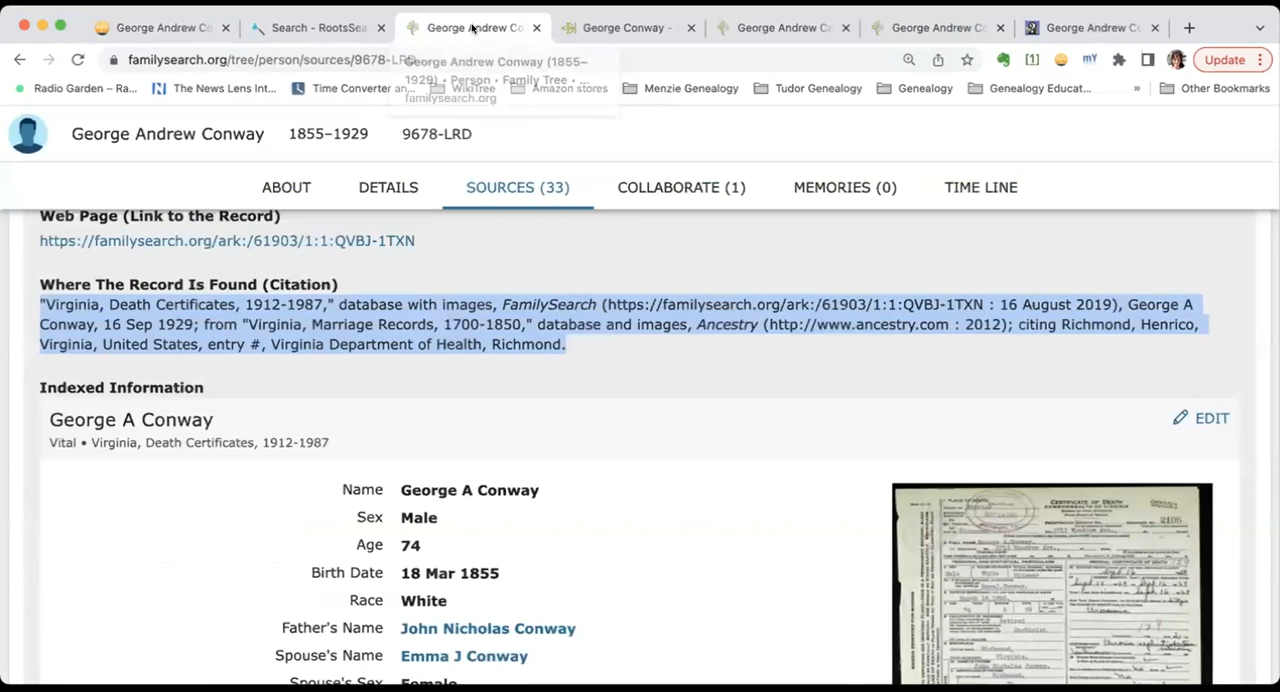 George Andrew Co
Search - RootsSea
George Andrew Co
George Conway -
George Andrew Co
George Andrew Co
George Andrew Co
familysearch.org/tree/person/sources/9678-LRD
Update
George Andrew Conway (1855–
1929) • Person • Family Tree • ...
familysearch.org
Radio Garden – Ra...
The News Lens Int...
Time Converter an...
WikiTree
Amazon stores
Menzie Genealogy
Tudor Genealogy
Genealogy
Genealogy Educat...
»
Other Bookmarks
George Andrew Conway 1855–1929 9678-LRD
ABOUT DETAILS SOURCES (33) COLLABORATE (1) MEMORIES (0) TIME LINE
Web Page (Link to the Record)
https://familysearch.org/ark:/61903/1:1:QVBJ-1TXN
Where The Record Is Found (Citation)
"Virginia, Death Certificates, 1912-1987," database with images, FamilySearch (https://familysearch.org/ark:/61903/1:1:QVBJ-1TXN : 16 August 2019), George A
Conway, 16 Sep 1929; from "Virginia, Marriage Records, 1700-1850," database and images, Ancestry (http://www.ancestry.com : 2012); citing Richmond, Henrico,
Virginia, United States, entry #, Virginia Department of Health, Richmond.
Indexed Information
George A Conway
EDIT
Vital • Virginia, Death Certificates, 1912-1987
Name George A Conway
Sex Male
Age 74
Birth Date 18 Mar 1855
Race White
Father's Name John Nicholas Conway
Spouse's Name Emma J Conway
Spouse's Sex Female
CERTIFICATE OF DEATH
COMMONWEALTH OF VIRGINIA